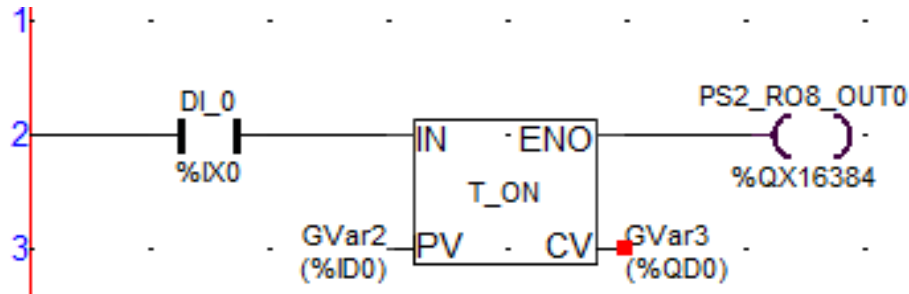 1
DI_0
PS2_RO8_OUT0
2
IN
ENO
%IX0
%QX16384
T_ON
3
GVar2
PV
CV
GVar3
(%ID0)
(%QD0)